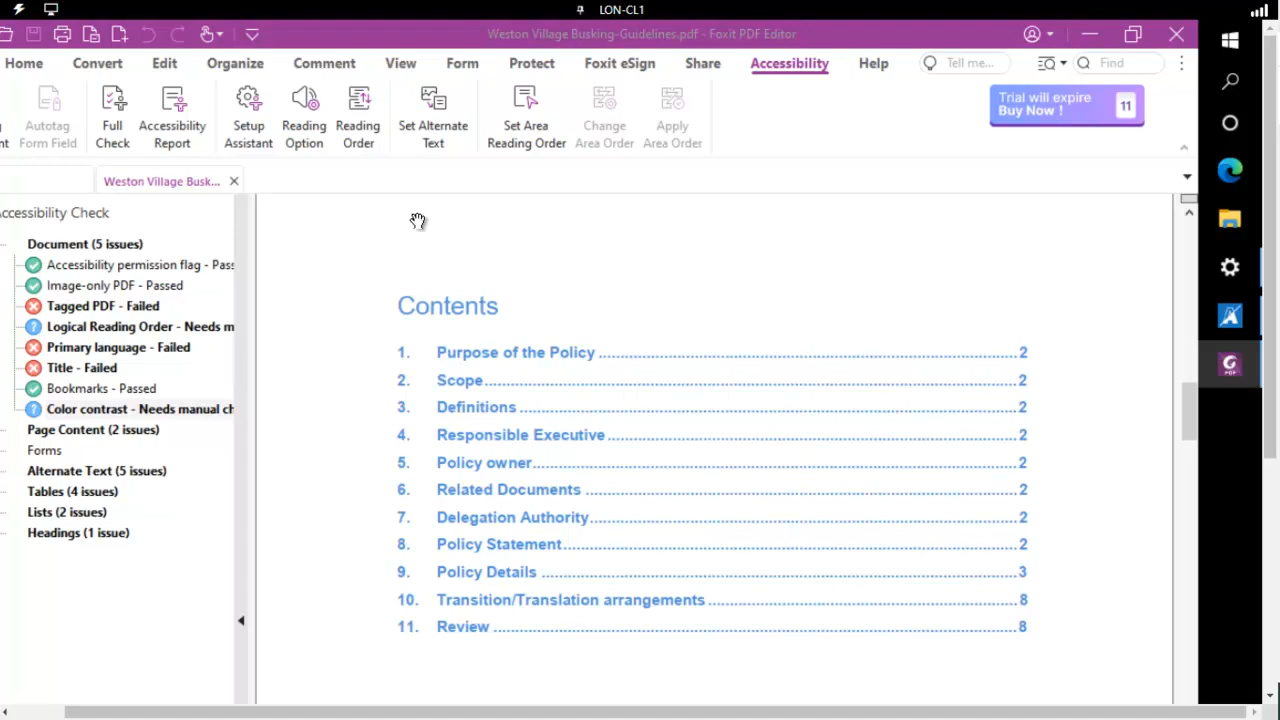 LON-CL1
Weston Village Busking-Guidelines.pdf - Foxit PDF Editor
Home Convert Edit Organize Comment View Form Protect Foxit eSign Share Accessibility Help Tell me... Find
Autotag
Form Field
Full
Check
Accessibility
Report
Setup
Assistant
Reading
Option
Reading
Order
Set Alternate
Text
Set Area
Reading Order
Change
Area Order
Apply
Area Order
Trial will expire
Buy Now !
11
Weston Village Busk...
ccessibility Check
Document (5 issues)
Accessibility permission flag - Pass
Image-only PDF - Passed
Tagged PDF - Failed
Logical Reading Order - Needs m
Primary language - Failed
Title - Failed
Bookmarks - Passed
Color contrast - Needs manual ch
Page Content (2 issues)
Forms
Alternate Text (5 issues)
Tables (4 issues)
Lists (2 issues)
Headings (1 issue)
Contents
1. Purpose of the Policy 2
2. Scope 2
3. Definitions 2
4. Responsible Executive 2
5. Policy owner 2
6. Related Documents 2
7. Delegation Authority 2
8. Policy Statement 2
9. Policy Details 3
10. Transition/Translation arrangements 8
11. Review 8